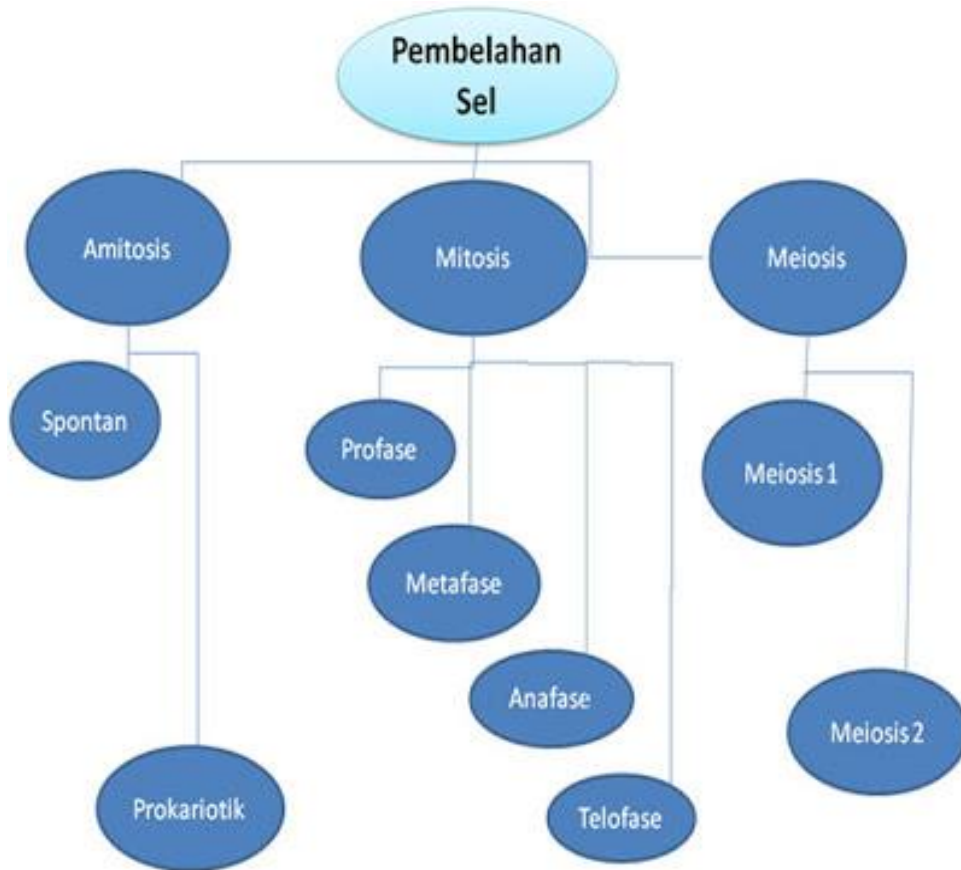 Pembelahan
Sel
Amitosis
Mitosis
Meiosis
Spontan
Profase
Meiosis 1
Metafase
Anafase
Meiosis 2
Prokariotik
Telofase